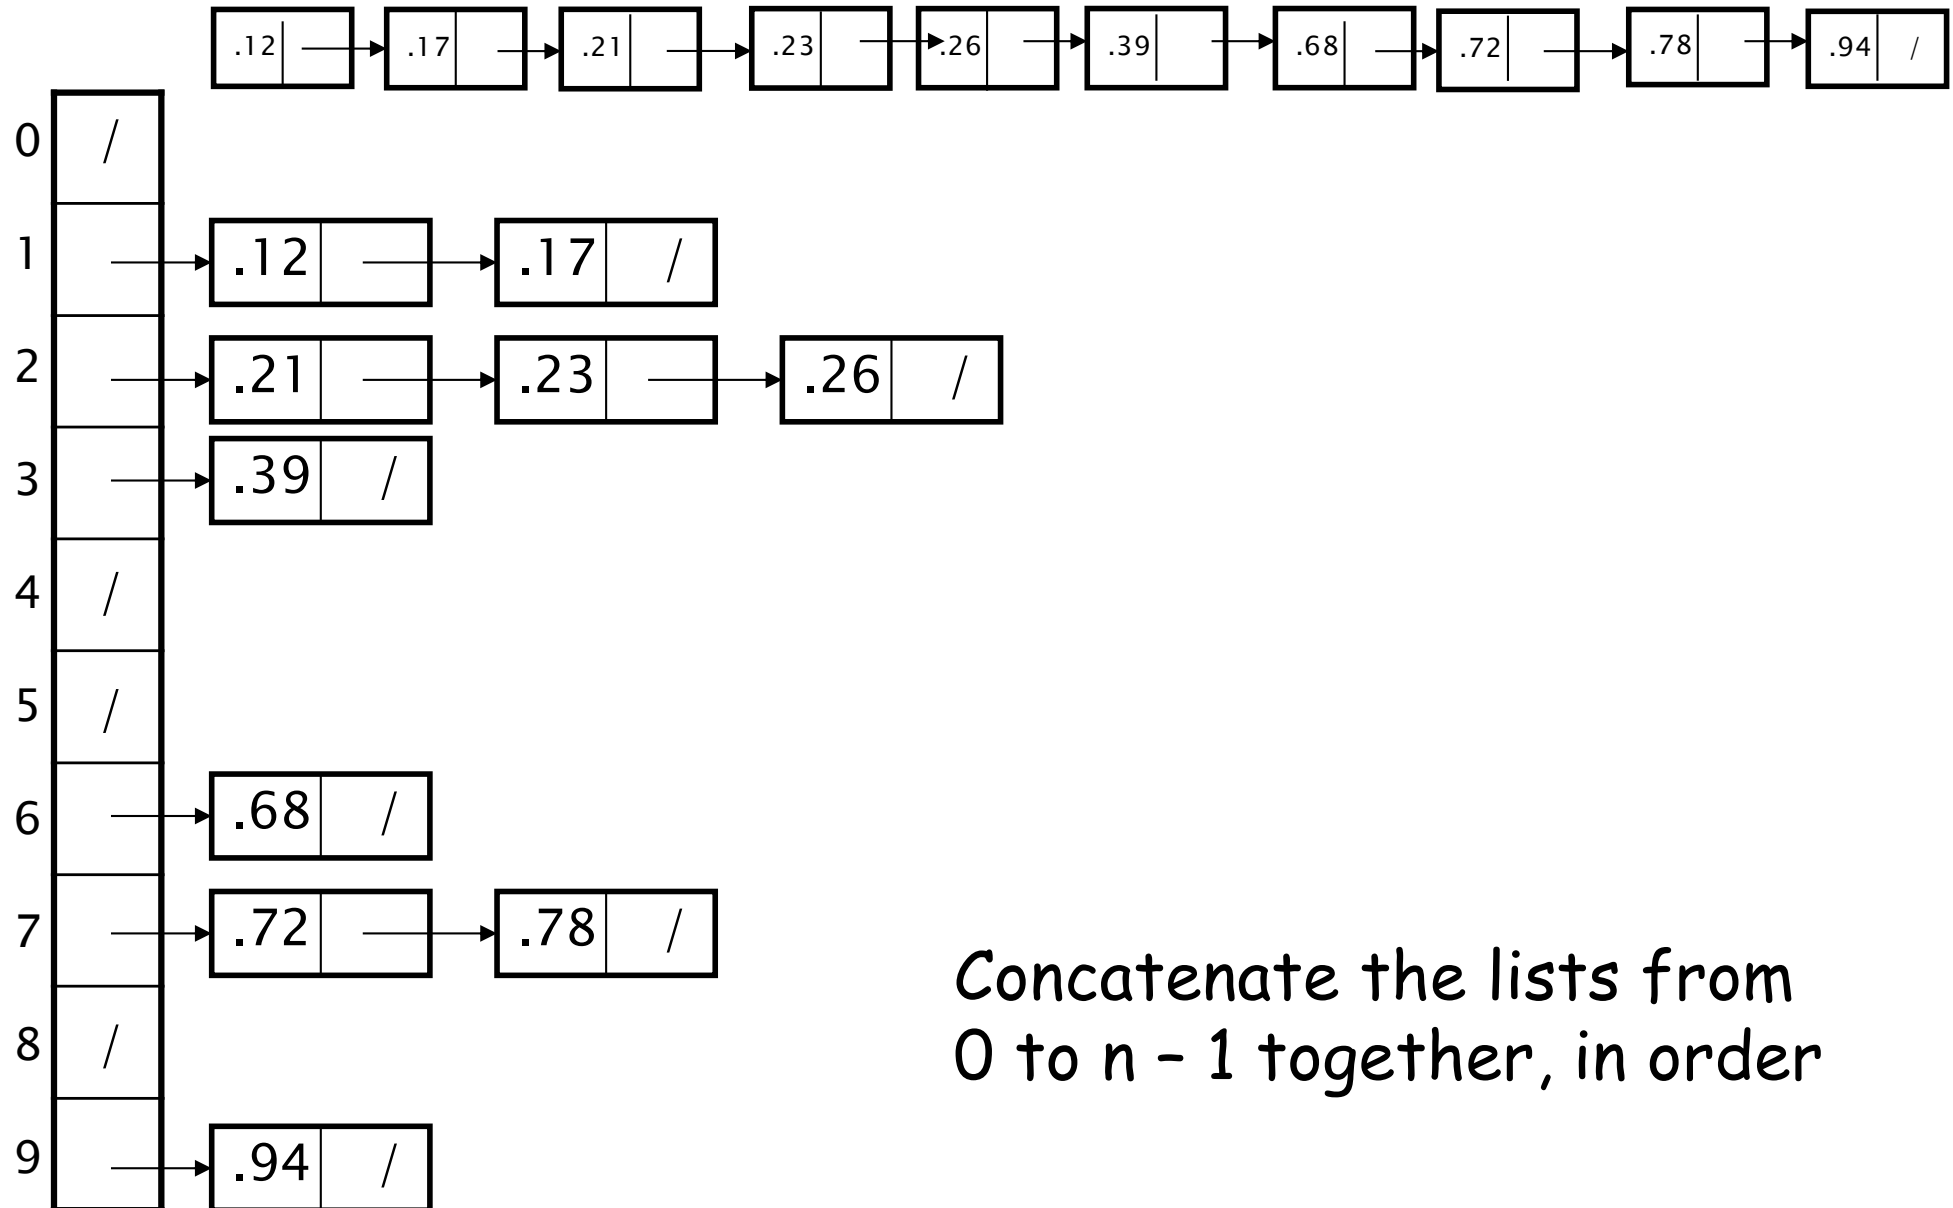 .12 .17 .21 .23 .26 .39 .68 .72 .78 .94 /
0 /
1 .12 .17 /
2 .21 .23 .26 /
3 .39 /
4 /
5 /
6 .68 /
7 .72 .78 /
8 /
9 .94 /
Concatenate the lists from
0 to n – 1 together, in order